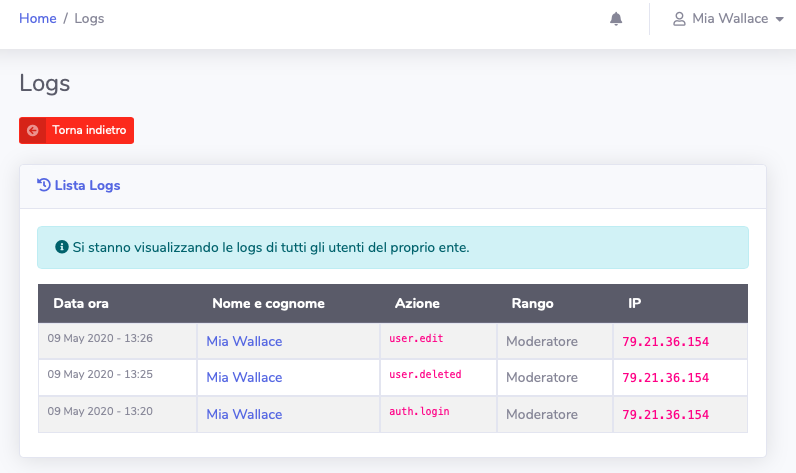 Home / Logs
Mia Wallace
Logs
Torna indietro
Lista Logs
Si stanno visualizzando le logs di tutti gli utenti del proprio ente.
Data ora Nome e cognome Azione Rango IP
09 May 2020 - 13:26 Mia Wallace user.edit Moderatore 79.21.36.154
09 May 2020 - 13:25 Mia Wallace user.deleted Moderatore 79.21.36.154
09 May 2020 - 13:20 Mia Wallace auth.login Moderatore 79.21.36.154